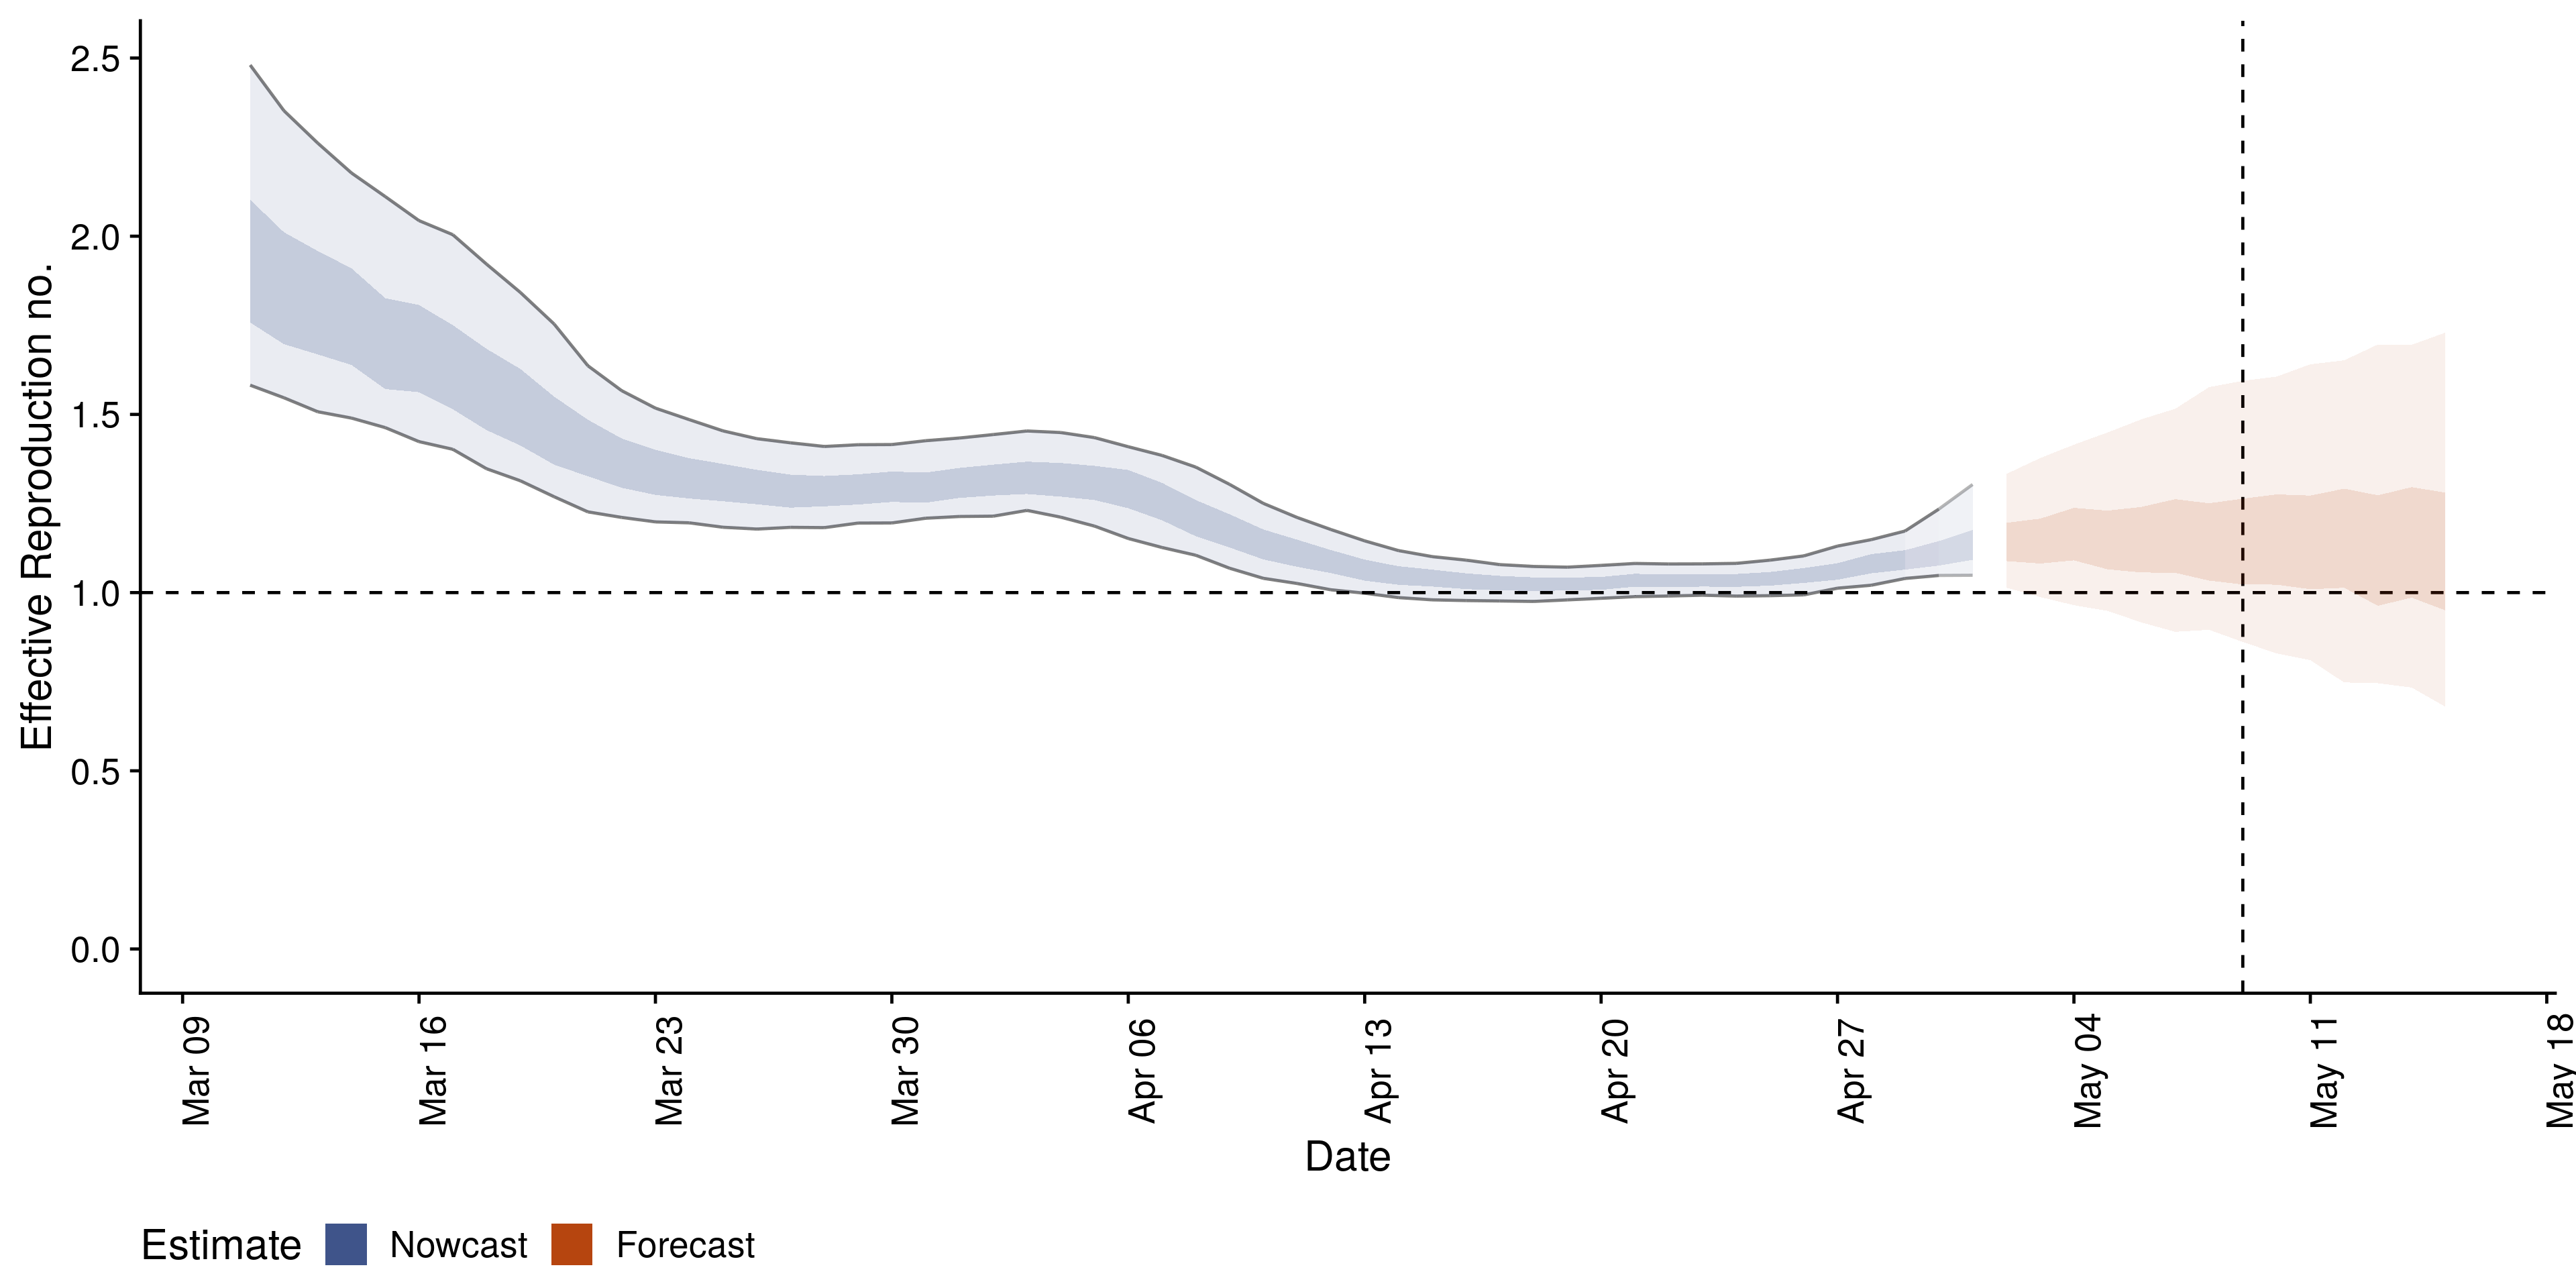 Effective Reproduction no.
2.5
2.0
1.5
1.0
0.5
0.0
Mar 09
Mar 16
Mar 23
Mar 30
Apr 06
Apr 13
Apr 20
Apr 27
May 04
May 11
May 18
Date
Estimate Nowcast Forecast